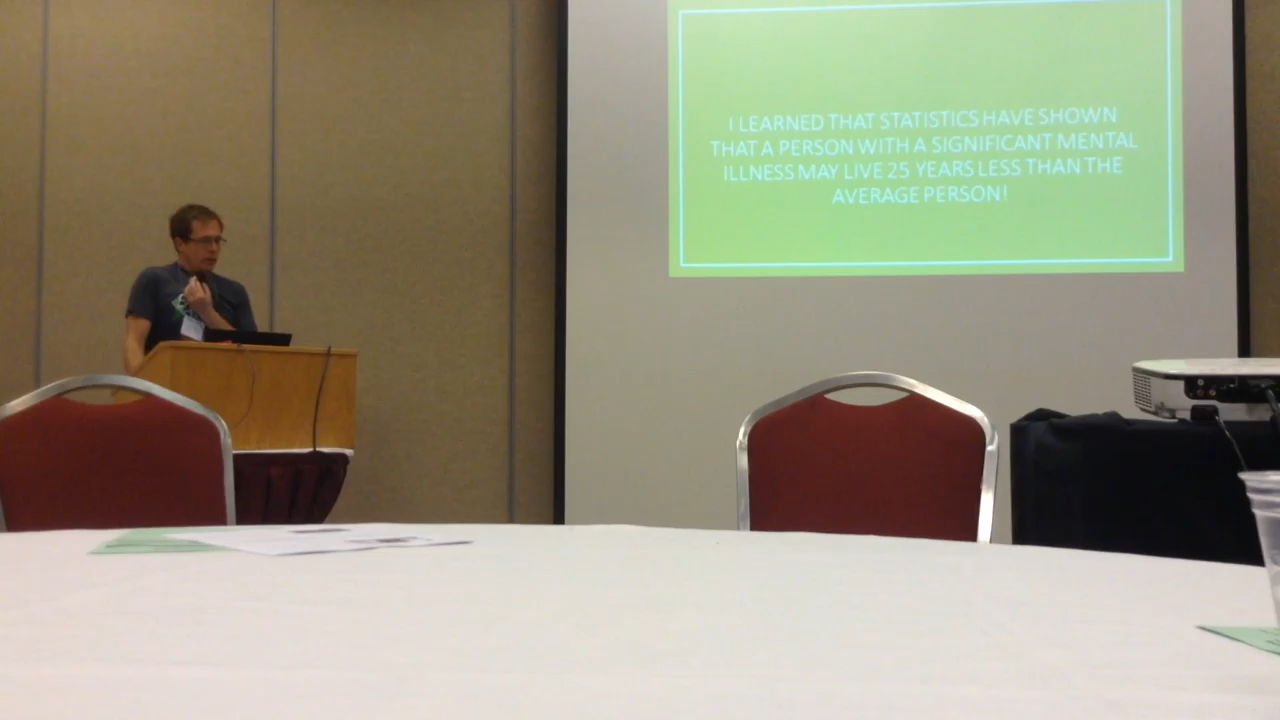 I LEARNED THAT STATISTICS HAVE SHOWN
THAT A PERSON WITH A SIGNIFICANT MENTAL
ILLNESS MAY LIVE 25 YEARS LESS THAN THE
AVERAGE PERSON!